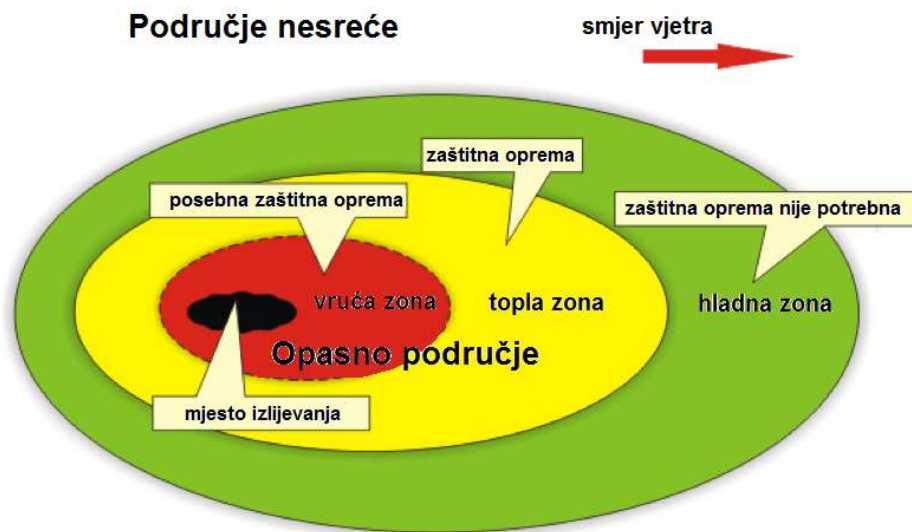 Područje nesreće
smjer vjetra
zaštitna oprema
posebna zaštitna oprema
zaštitna oprema nije potrebna
vruća zona
topla zona
hladna zona
Opasno područje
mjesto izlijevanja